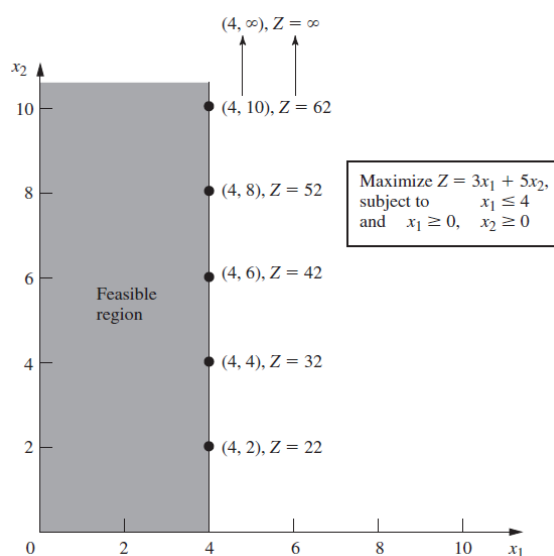 (4, ∞), Z = ∞
x₂
10
(4, 10), Z = 62
8
(4, 8), Z = 52
Maximize Z = 3x₁ + 5x₂,
subject to x₁ ≤ 4
and x₁ ≥ 0, x₂ ≥ 0
6
(4, 6), Z = 42
Feasible
region
4
(4, 4), Z = 32
2
(4, 2), Z = 22
0
2
4
6
8
10
x₁